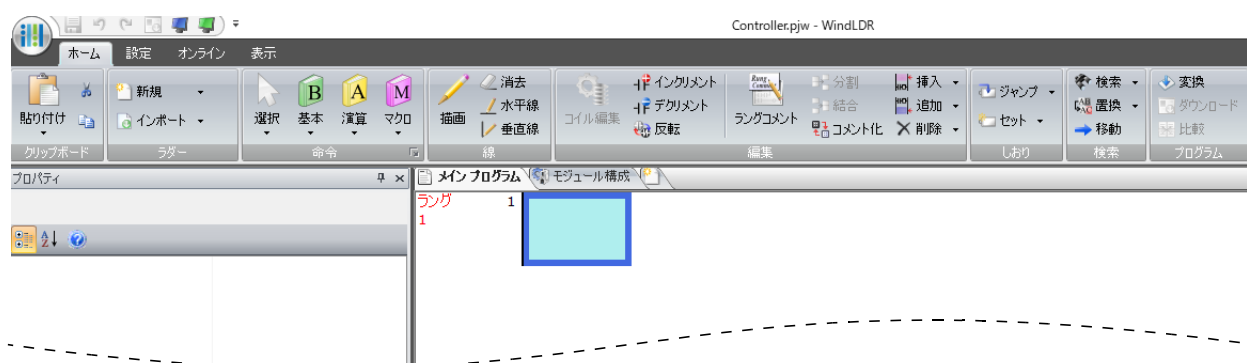 Controller.pjw - WindLDR
ホーム 設定 オンライン 表示
貼り付け
クリップボード
新規
インポート
ラダー
選択 基本 演算 マクロ
B A M
命令
描画
消去
水平線
垂直線
線
コイル編集
インクリメント
デクリメント
反転
Rung Comment
ラングコメント
分割
結合
コメント化
挿入
追加
削除
編集
ジャンプ
セット
しおり
検索
置換
移動
検索
変換
ダウンロード
比較
プログラム
プロパティ
メイン プログラム モジュール構成
ラング 1
1